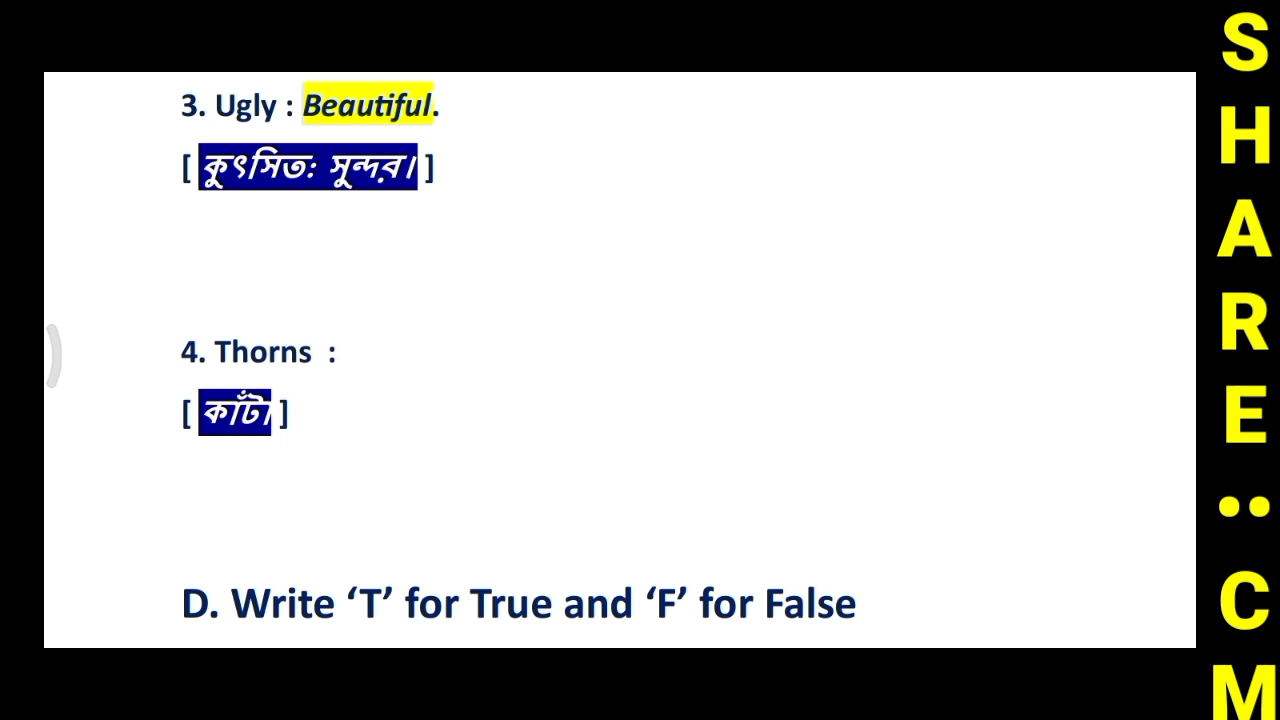 3. Ugly : Beautiful.
[ কুৎসিত: সুন্দর। ]
4. Thorns :
[ কাঁটা ]
D. Write ‘T’ for True and ‘F’ for False
S
H
A
R
E
••
C
M